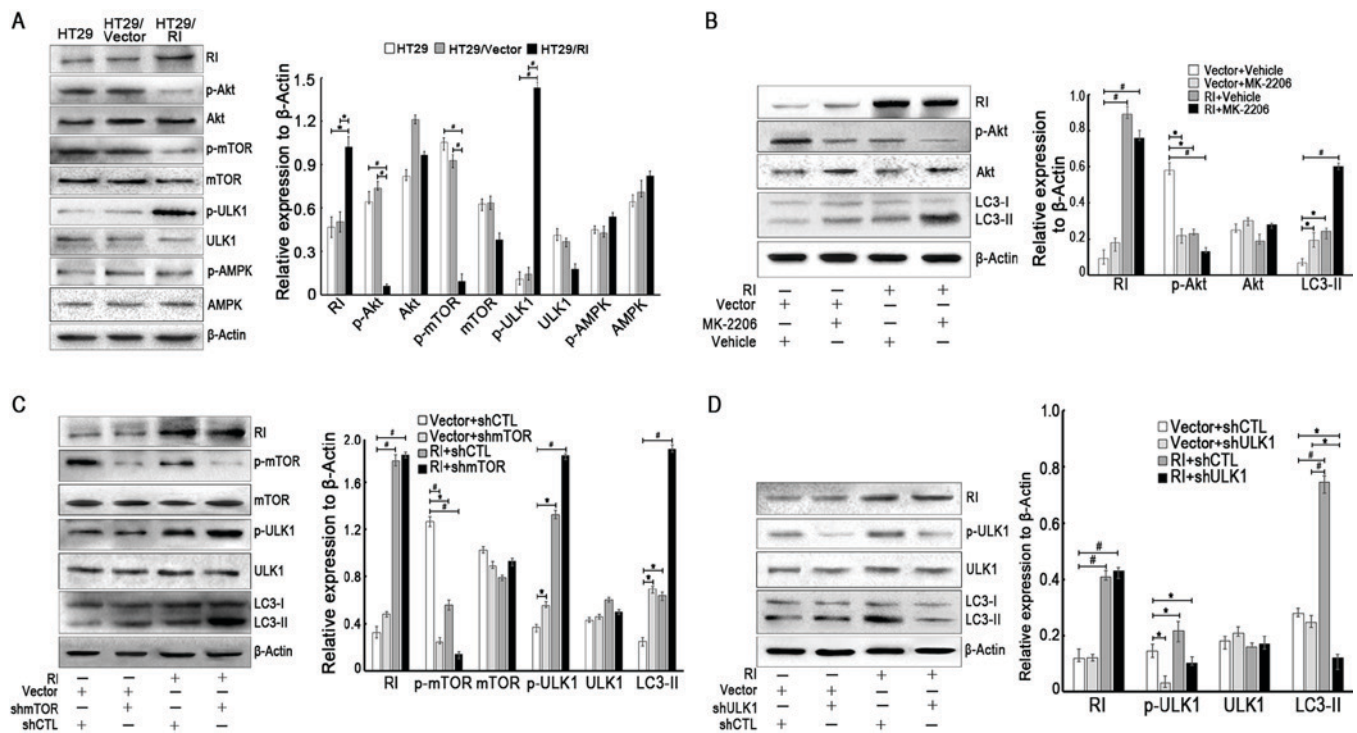 A
HT29
HT29/
Vector
HT29/
RI
RI
p-Akt
Akt
p-mTOR
mTOR
p-ULK1
ULK1
p-AMPK
AMPK
β-Actin
HT29 HT29/Vector HT29/RI
Relative expression to β-Actin
1.5
1.2
0.9
0.6
0.3
0
* * # # # # # #
RI p-Akt Akt p-mTOR mTOR p-ULK1 ULK1 p-AMPK AMPK
B
RI
p-Akt
Akt
LC3-I
LC3-II
β-Actin
RI — — + +
Vector + + — —
MK-2206 — + — +
Vehicle + — + —
Vector+Vehicle
Vector+MK-2206
RI+Vehicle
RI+MK-2206
Relative expression
to β-Actin
1.0
0.8
0.6
0.4
0.2
0
# # * * # * * #
RI p-Akt Akt LC3-II
C
RI
p-mTOR
mTOR
p-ULK1
ULK1
LC3-I
LC3-II
β-Actin
RI — — + +
Vector + + — —
shmTOR — + — +
shCTL + — + —
Vector+shCTL
Vector+shmTOR
RI+shCTL
RI+shmTOR
Relative expression to β-Actin
2.0
1.6
1.2
0.8
0.4
0
# # # * # * * # * * #
RI p-mTOR mTOR p-ULK1 ULK1 LC3-II
D
RI
p-ULK1
ULK1
LC3-I
LC3-II
β-Actin
RI — — + +
Vector + + — —
shULK1 — + — +
shCTL + — + —
Vector+shCTL
Vector+shULK1
RI+shCTL
RI+shULK1
Relative expression to β-Actin
1.0
0.8
0.6
0.4
0.2
0.0
# # * * * # # * *
RI p-ULK1 ULK1 LC3-II